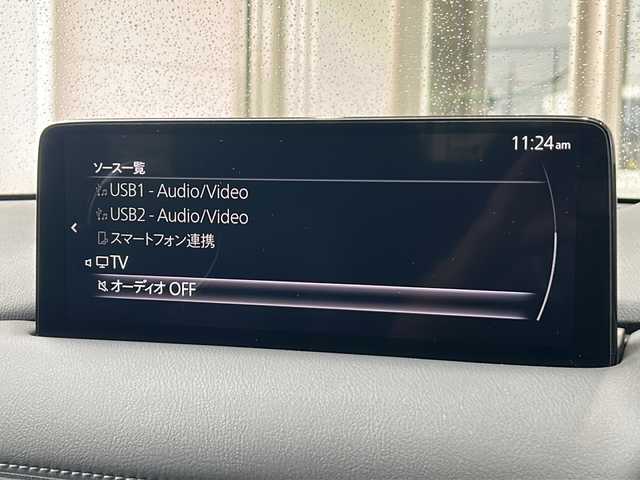 11:24am
ソース一覧
USB1 - Audio/Video
USB2 - Audio/Video
スマートフォン連携
TV
オーディオ OFF